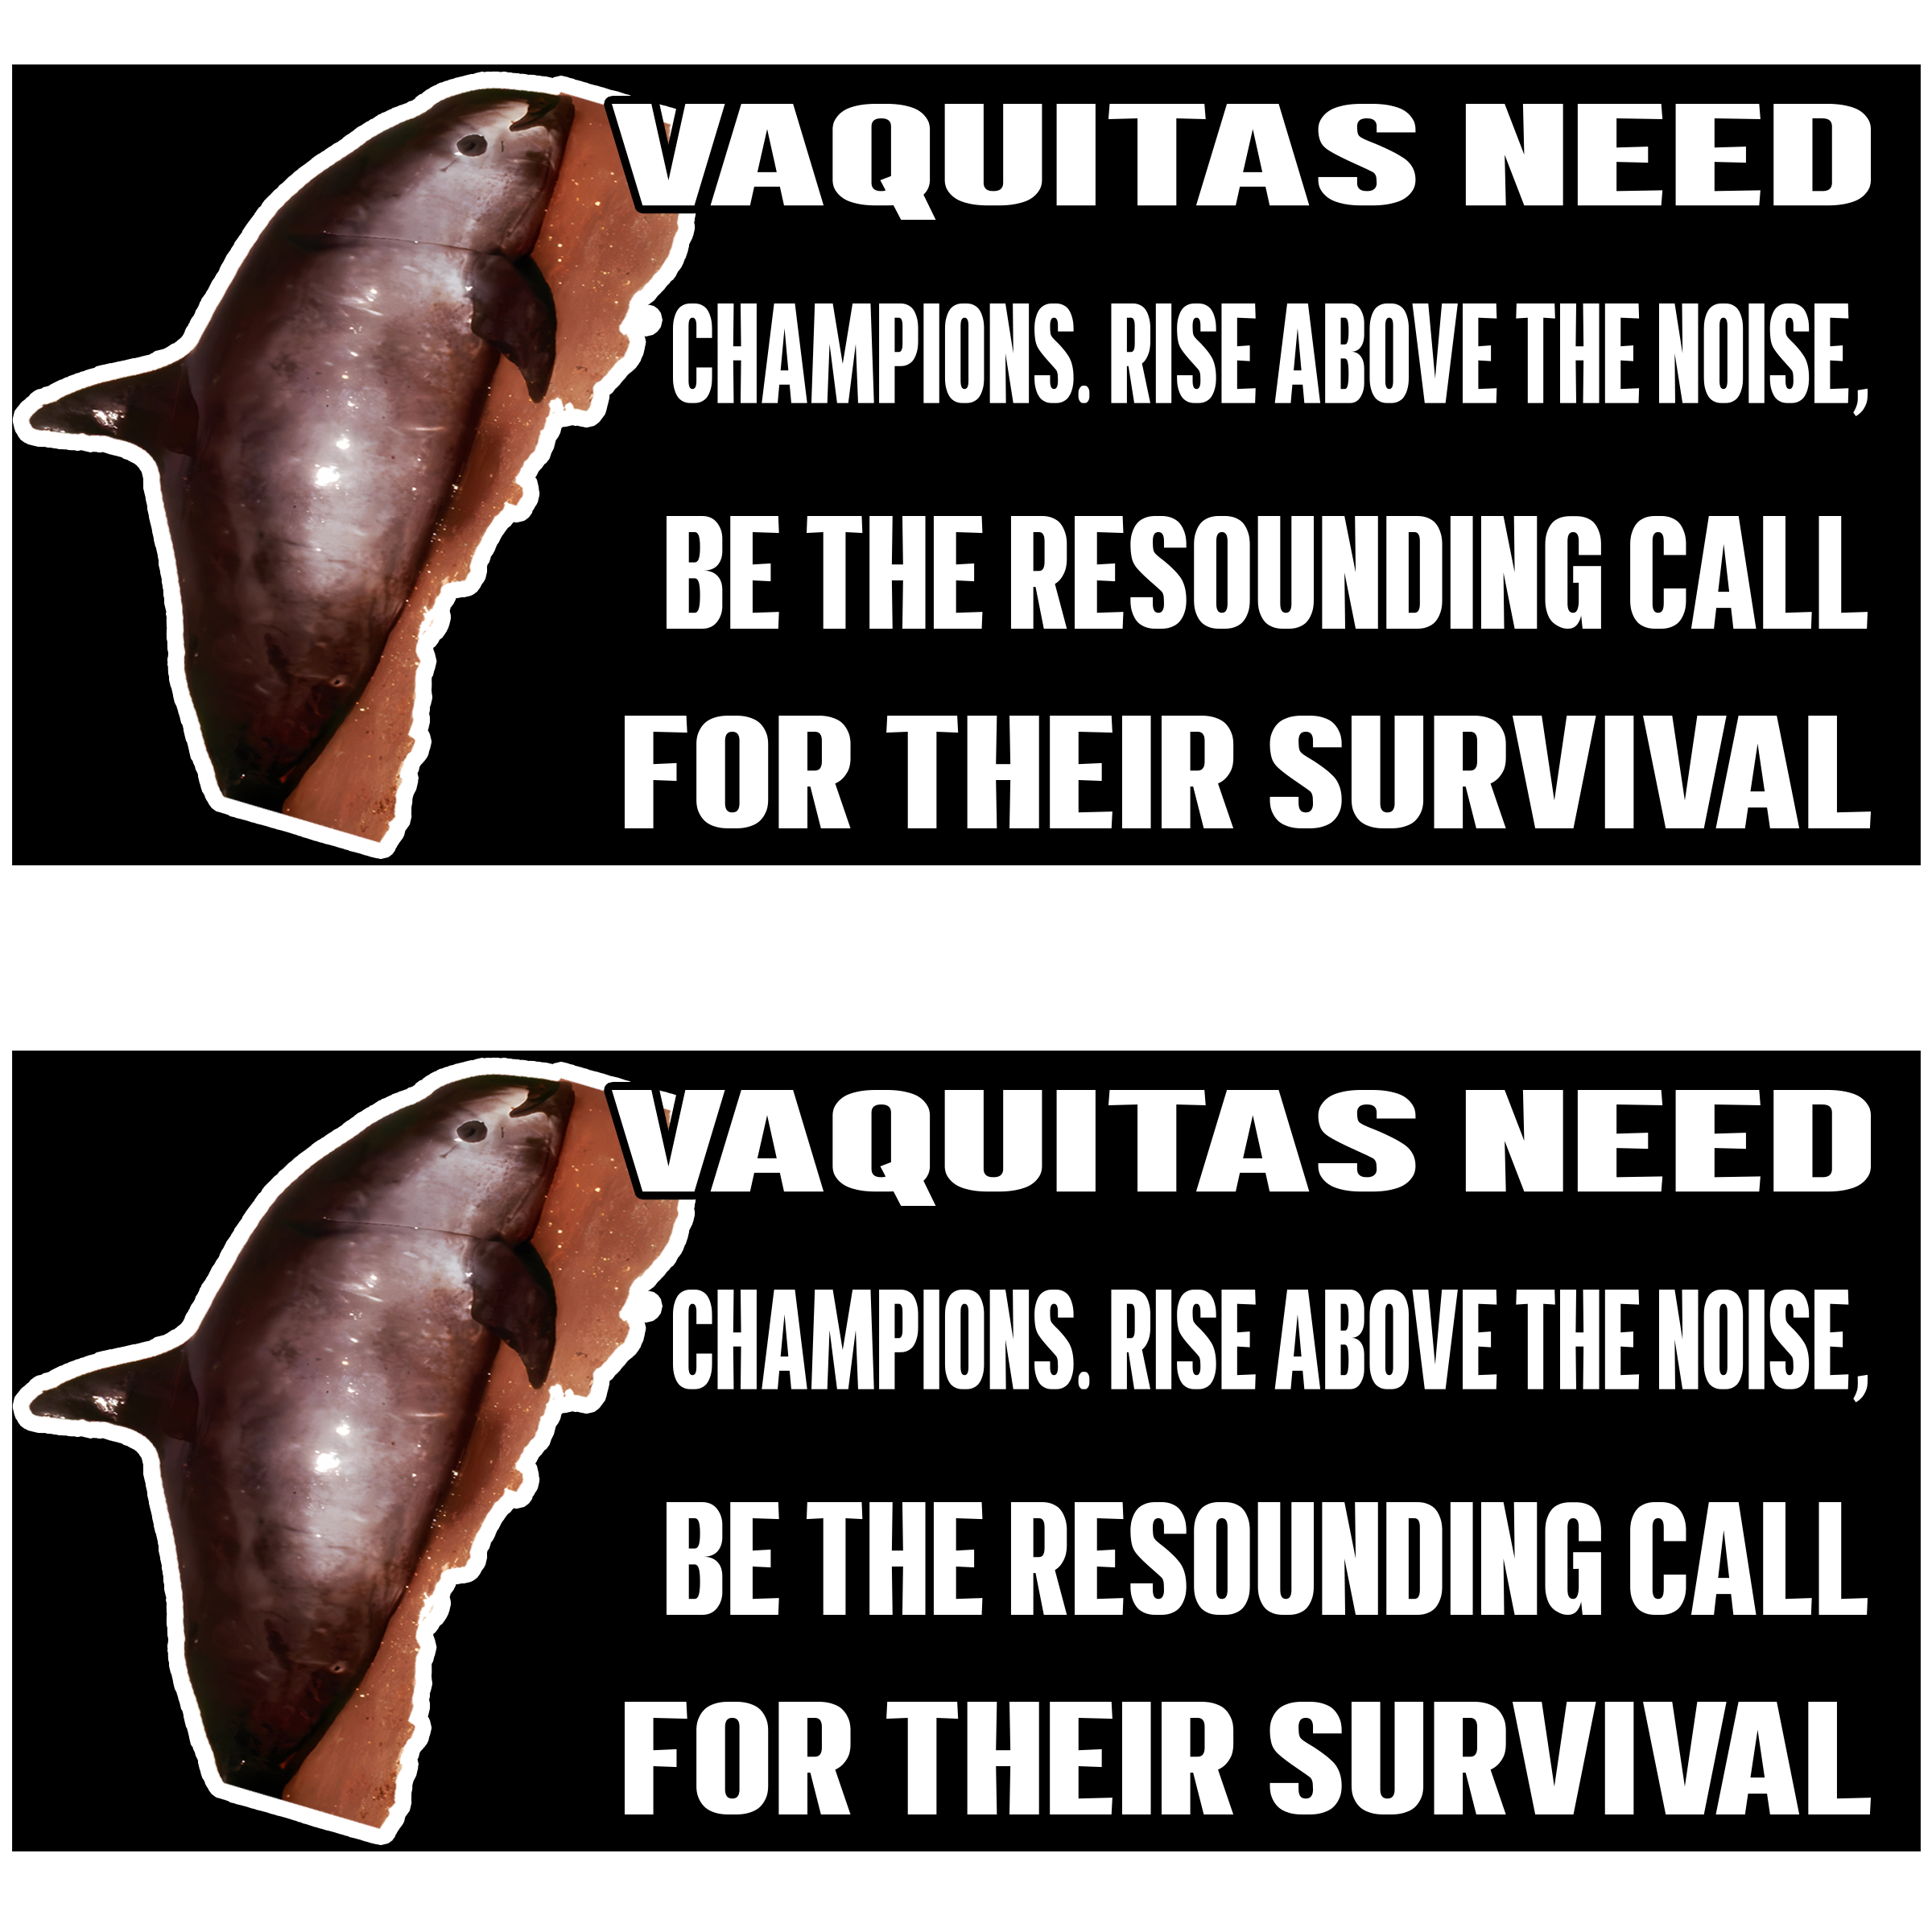 VAQUITAS NEED
CHAMPIONS. RISE ABOVE THE NOISE,
BE THE RESOUNDING CALL
FOR THEIR SURVIVAL
VAQUITAS NEED
CHAMPIONS. RISE ABOVE THE NOISE,
BE THE RESOUNDING CALL
FOR THEIR SURVIVAL